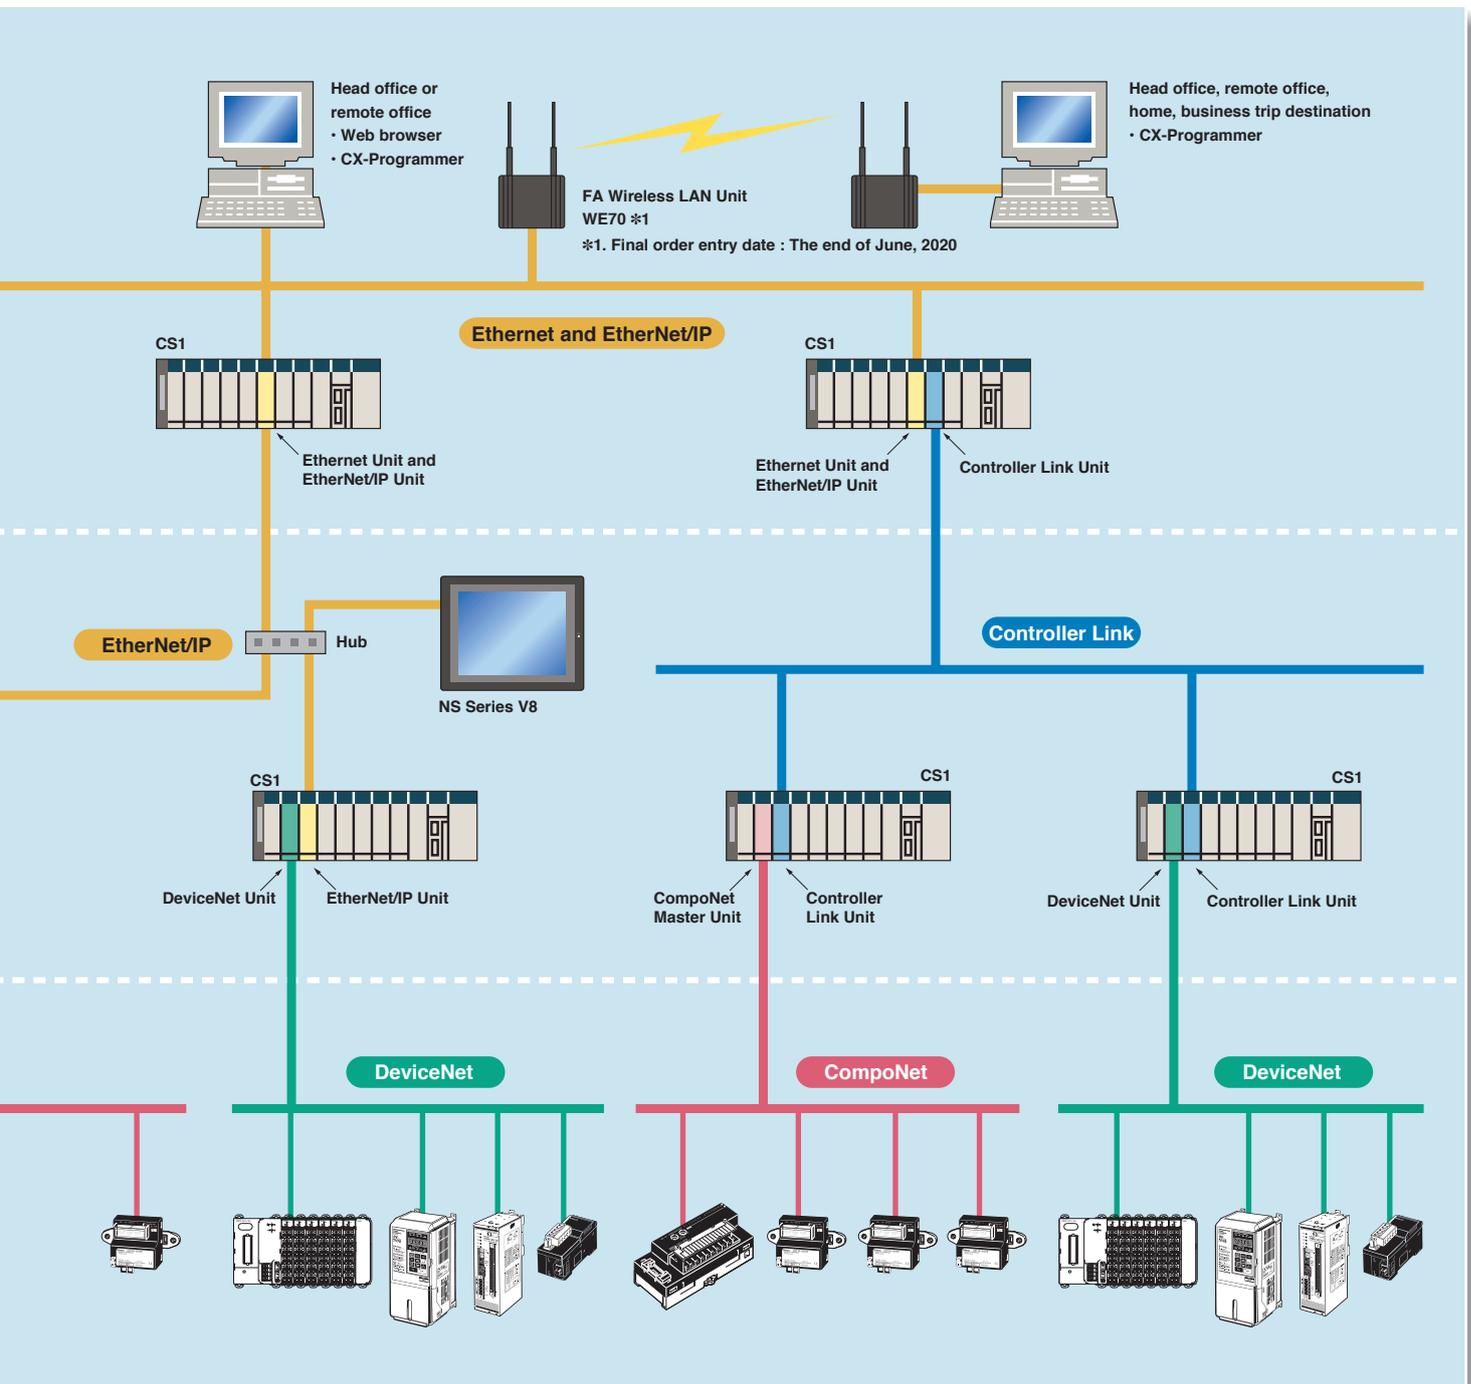 Head office or
remote office
・Web browser
・CX-Programmer
Head office, remote office,
home, business trip destination
・CX-Programmer
FA Wireless LAN Unit
WE70 ✻1
✻1. Final order entry date : The end of June, 2020
Ethernet and EtherNet/IP
CS1
CS1
Ethernet Unit and
EtherNet/IP Unit
Ethernet Unit and
EtherNet/IP Unit
Controller Link Unit
EtherNet/IP
Hub
Controller Link
NS Series V8
CS1
CS1
CS1
DeviceNet Unit
EtherNet/IP Unit
CompoNet
Master Unit
Controller
Link Unit
DeviceNet Unit
Controller Link Unit
DeviceNet
CompoNet
DeviceNet